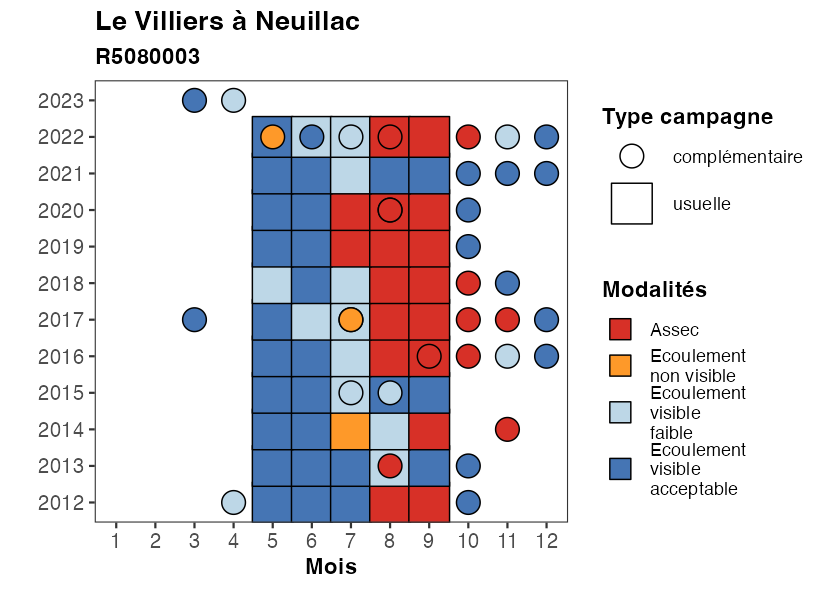 Le Villiers à Neuillac
R5080003
2023
2022
2021
2020
2019
2018
2017
2016
2015
2014
2013
2012
1 2 3 4 5 6 7 8 9 10 11 12
Mois
Type campagne
complémentaire
usuelle
Modalités
Assec
Ecoulement
non visible
Ecoulement
visible
faible
Ecoulement
visible
acceptable